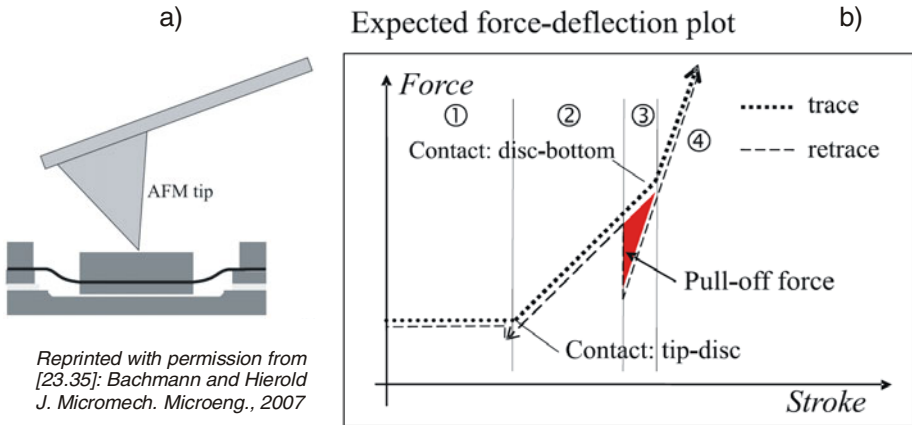 a)
AFM tip
Reprinted with permission from
[23.35]: Bachmann and Hierold
J. Micromech. Microeng., 2007
Expected force-deflection plot
b)
Force
①
②
③
④
trace
retrace
Contact: disc-bottom
Pull-off force
Contact: tip-disc
Stroke